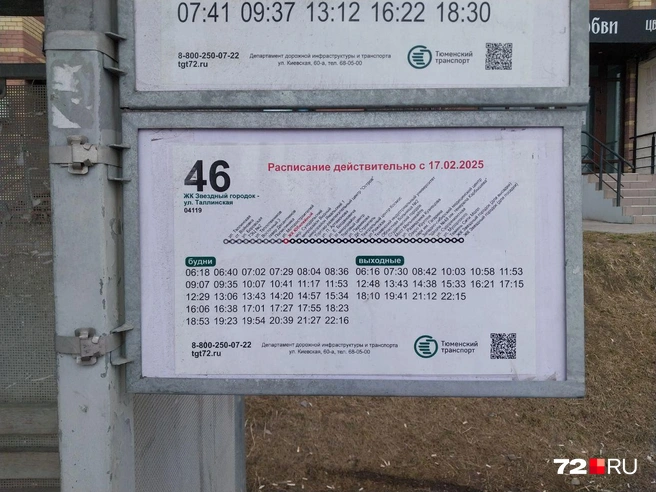 07:41 09:37 13:12 16:22 18:30
8-800-250-07-22
tgt72.ru
Департамент дорожной инфраструктуры и транспорта
ул. Киевская, 60-а, тел. 68-05-00
Тюменский
транспорт
46
Расписание действительно с 17.02.2025
ЖК Звездный городок -
ул. Таллинская
04119
будни
06:18 06:40 07:02 07:29 08:04 08:36
09:07 09:35 10:07 10:41 11:17 11:53
12:29 13:06 13:43 14:20 14:57 15:34
16:06 16:38 17:01 17:27 17:55 18:23
18:53 19:23 19:54 20:39 21:27 22:16
выходные
06:16 07:30 08:42 10:03 10:58 11:53
12:48 13:43 14:38 15:33 16:21 17:15
18:10 19:41 21:12 22:15
8-800-250-07-22
tgt72.ru
Департамент дорожной инфраструктуры и транспорта
ул. Киевская, 60-а, тел. 68-05-00
Тюменский
транспорт
72.RU